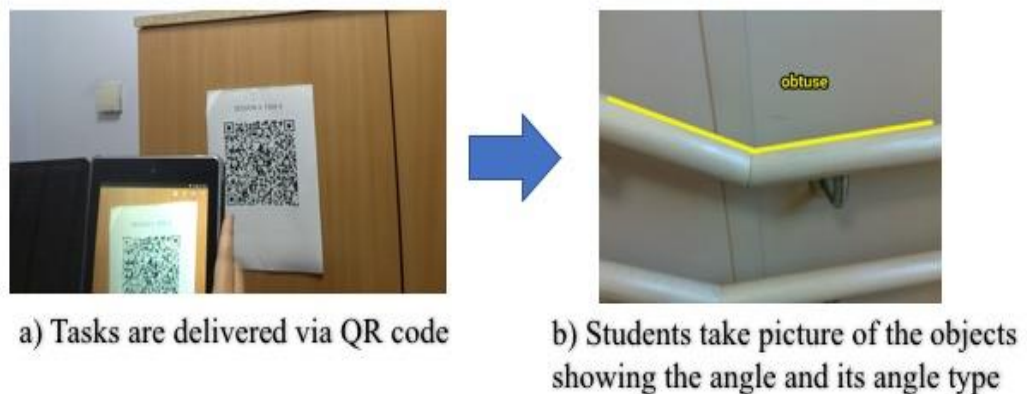 obtuse
a) Tasks are delivered via QR code
b) Students take picture of the objects
showing the angle and its angle type